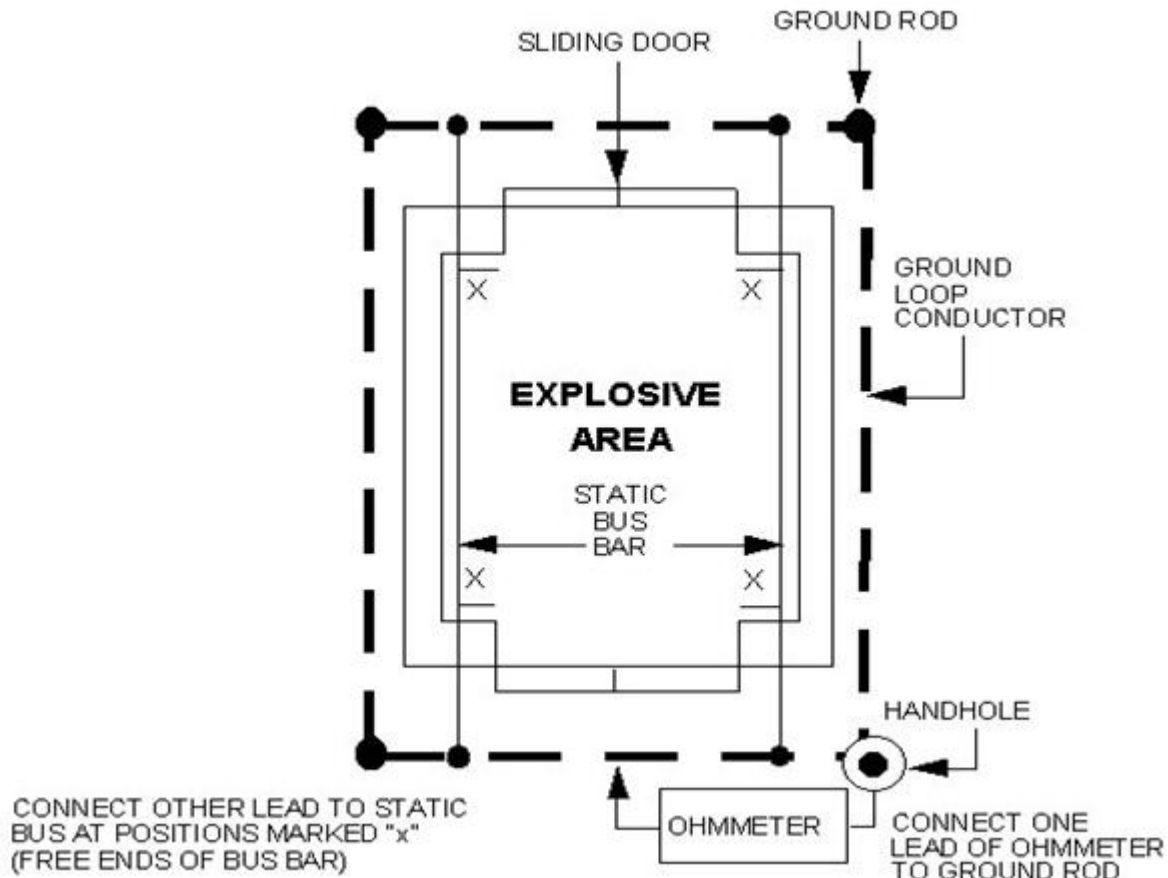 GROUND ROD
SLIDING DOOR
GROUND
LOOP
CONDUCTOR
X
X
EXPLOSIVE
AREA
STATIC
BUS
BAR
X
X
HANDHOLE
OHMMETER
CONNECT OTHER LEAD TO STATIC
BUS AT POSITIONS MARKED "x"
(FREE ENDS OF BUS BAR)
CONNECT ONE
LEAD OF OHMMETER
TO GROUND ROD